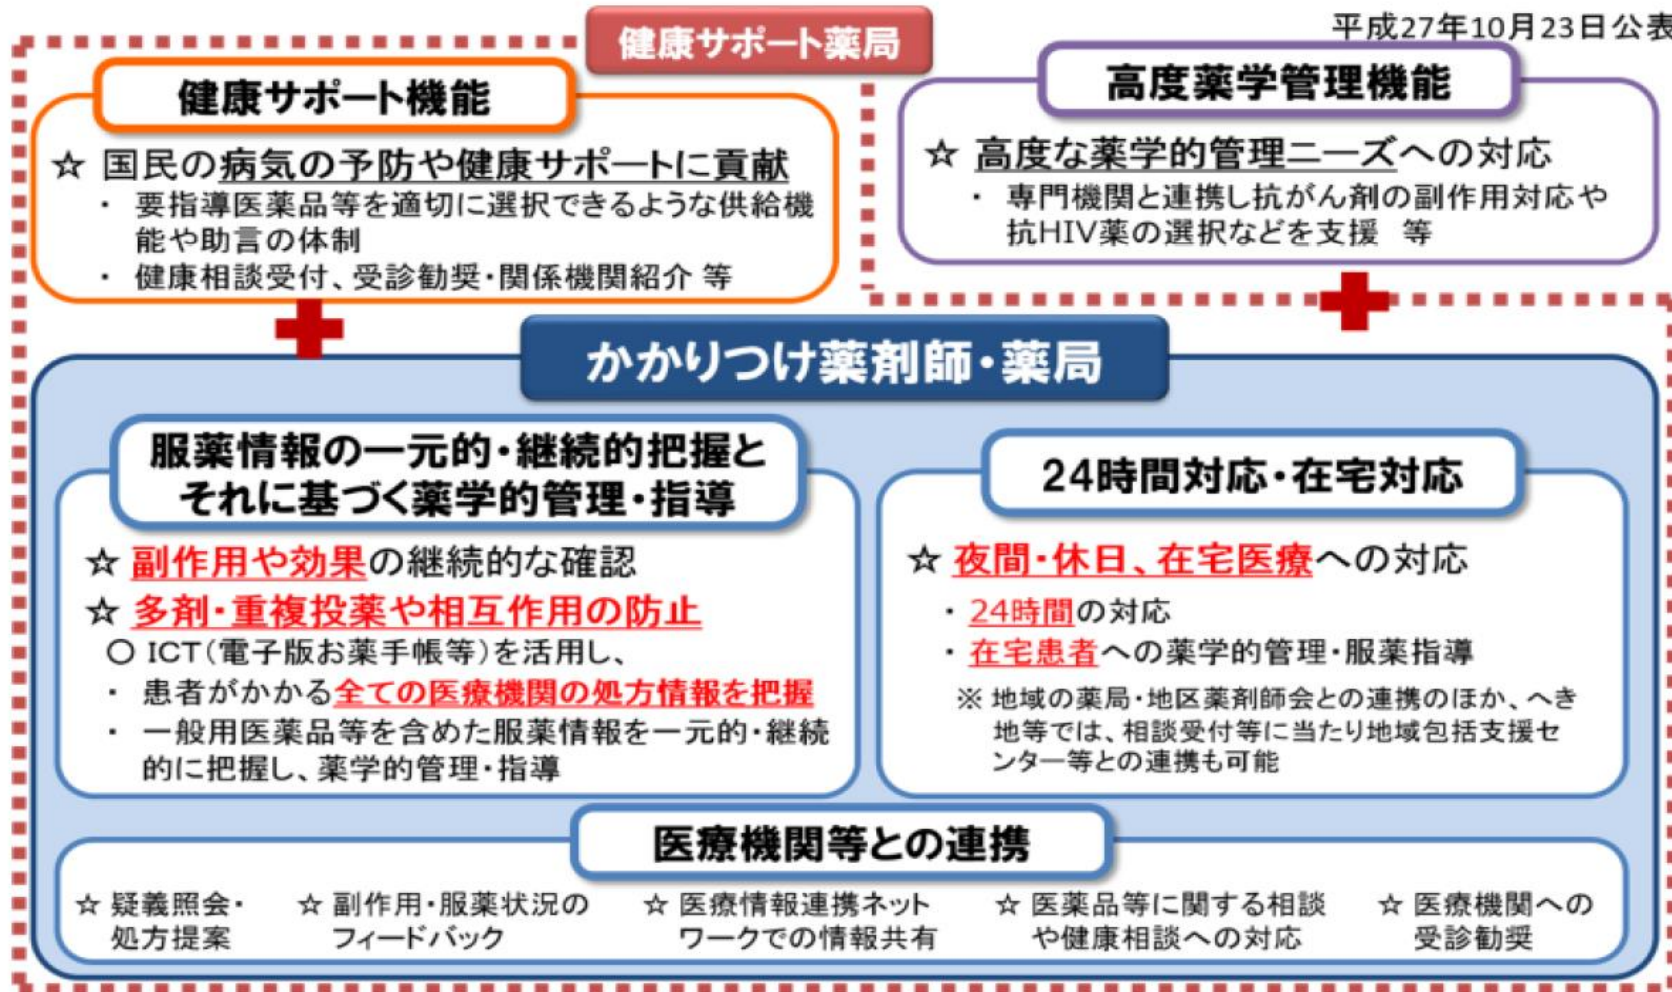 健康サポート薬局
平成27年10月23日公表
健康サポート機能
☆ 国民の病気の予防や健康サポートに貢献
・ 要指導医薬品等を適切に選択できるような供給機
能や助言の体制
・ 健康相談受付、受診勧奨・関係機関紹介 等
高度薬学管理機能
☆ 高度な薬学的管理ニーズへの対応
・ 専門機関と連携し抗がん剤の副作用対応や
抗HIV薬の選択などを支援 等
かかりつけ薬剤師・薬局
服薬情報の一元的・継続的把握と
それに基づく薬学的管理・指導
☆ 副作用や効果の継続的な確認
☆ 多剤・重複投薬や相互作用の防止
○ ICT(電子版お薬手帳等)を活用し、
・ 患者がかかる全ての医療機関の処方情報を把握
・ 一般用医薬品等を含めた服薬情報を一元的・継続
的に把握し、薬学的管理・指導
24時間対応・在宅対応
☆ 夜間・休日、在宅医療への対応
・ 24時間の対応
・ 在宅患者への薬学的管理・服薬指導
※ 地域の薬局・地区薬剤師会との連携のほか、へき
地等では、相談受付等に当たり地域包括支援セ
ンター等との連携も可能
医療機関等との連携
☆ 疑義照会・
処方提案
☆ 副作用・服薬状況の
フィードバック
☆ 医療情報連携ネット
ワークでの情報共有
☆ 医薬品等に関する相談
や健康相談への対応
☆ 医療機関への
受診勧奨